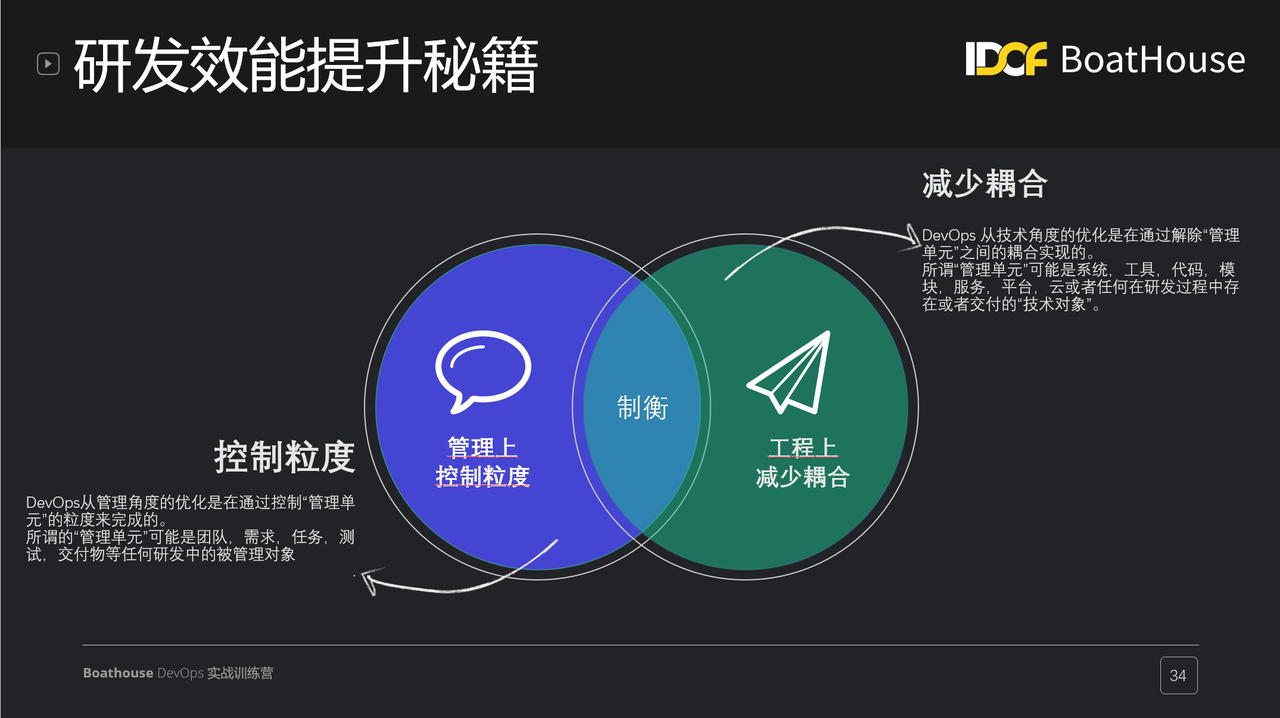 研发效能提升秘籍
IDCF BoatHouse
减少耦合
DevOps 从技术角度的优化是在通过解除“管理
单元”之间的耦合实现的。
所谓“管理单元”可能是系统，工具，代码，模
块，服务，平台，云或者任何在研发过程中存
在或者交付的“技术对象”。
制衡
管理上
控制粒度
工程上
减少耦合
控制粒度
DevOps从管理角度的优化是在通过控制“管理单
元”的粒度来完成的。
所谓的“管理单元”可能是团队，需求，任务，测
试，交付物等任何研发中的被管理对象
Boathouse DevOps 实战训练营
34